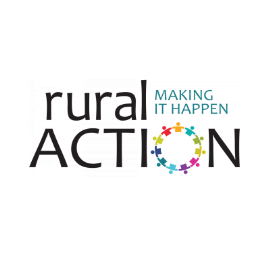 rural
MAKING
IT HAPPEN
ACTION